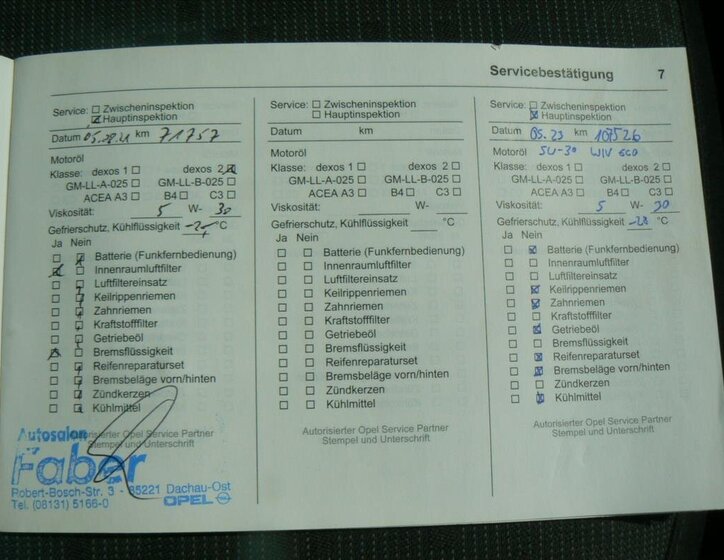 Servicebestätigung 7
Service: Zwischeninspektion
Hauptinspektion
Datum km 71757
Motoröl
Klasse: dexos 1 dexos 2
GM-LL-A-025 GM-LL-B-025
ACEA A3 B4 C3
Viskosität: 5 W- 30
Gefrierschutz, Kühlflüssigkeit °C
Ja Nein
Batterie (Funkfernbedienung)
Innenraumluftfilter
Luftfiltereinsatz
Keilrippenriemen
Zahnriemen
Kraftstofffilter
Getriebeöl
Bremsflüssigkeit
Reifenreparaturset
Bremsbeläge vorn/hinten
Zündkerzen
Kühlmittel
Autorisierter Opel Service Partner
Stempel und Unterschrift
Autosalon
Faber
Robert-Bosch-Str. 3 - 85221 Dachau-Ost
Tel. (08131) 5166-0 OPEL
Service: Zwischeninspektion
Hauptinspektion
Datum km
Motoröl
Klasse: dexos 1 dexos 2
GM-LL-A-025 GM-LL-B-025
ACEA A3 B4 C3
Viskosität: W-
Gefrierschutz, Kühlflüssigkeit °C
Ja Nein
Batterie (Funkfernbedienung)
Innenraumluftfilter
Luftfiltereinsatz
Keilrippenriemen
Zahnriemen
Kraftstofffilter
Getriebeöl
Bremsflüssigkeit
Reifenreparaturset
Bremsbeläge vorn/hinten
Zündkerzen
Kühlmittel
Autorisierter Opel Service Partner
Stempel und Unterschrift
Service: Zwischeninspektion
Hauptinspektion
Datum 05.23 km 107526
Motoröl 5W-30
Klasse: dexos 1 dexos 2
GM-LL-A-025 GM-LL-B-025
ACEA A3 B4 C3
Viskosität: 5 W- 30
Gefrierschutz, Kühlflüssigkeit -28 °C
Ja Nein
Batterie (Funkfernbedienung)
Innenraumluftfilter
Luftfiltereinsatz
Keilrippenriemen
Zahnriemen
Kraftstofffilter
Getriebeöl
Bremsflüssigkeit
Reifenreparaturset
Bremsbeläge vorn/hinten
Zündkerzen
Kühlmittel
Autorisierter Opel Service Partner
Stempel und Unterschrift